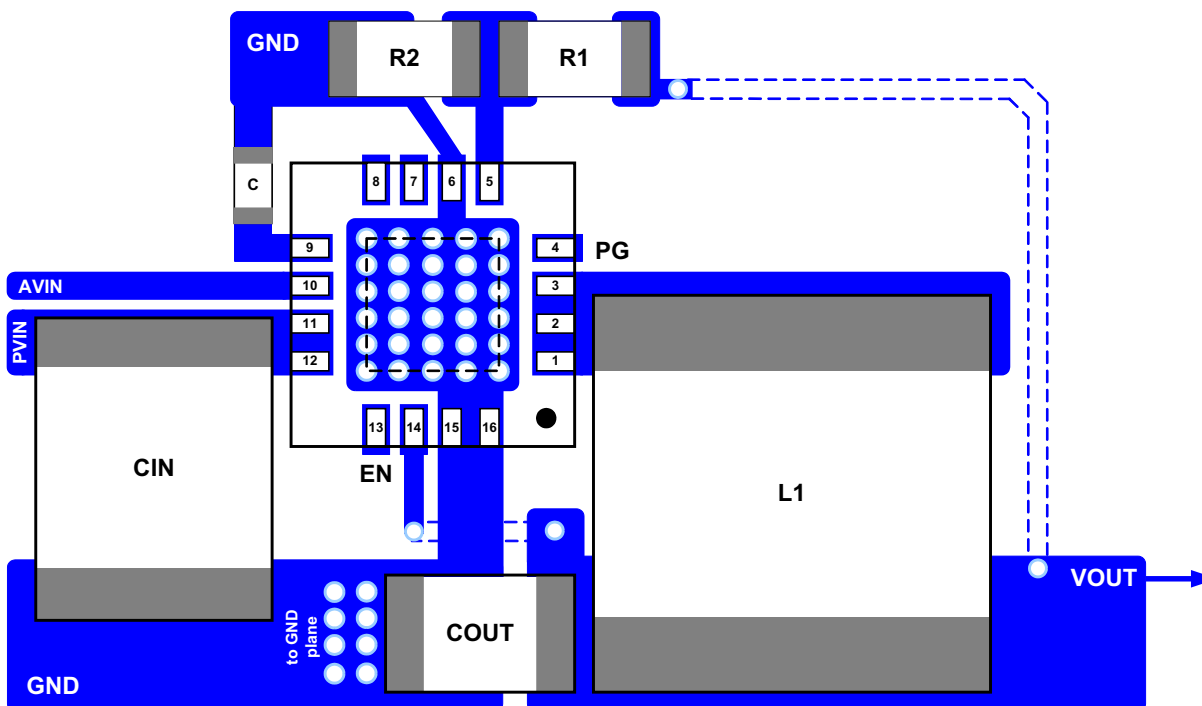 GND
R2
R1
C
8
7
6
5
9
4
PG
AVIN
10
3
PVIN
11
2
12
1
13
14
15
16
EN
CIN
L1
VOUT
COUT
to GND
plane
GND